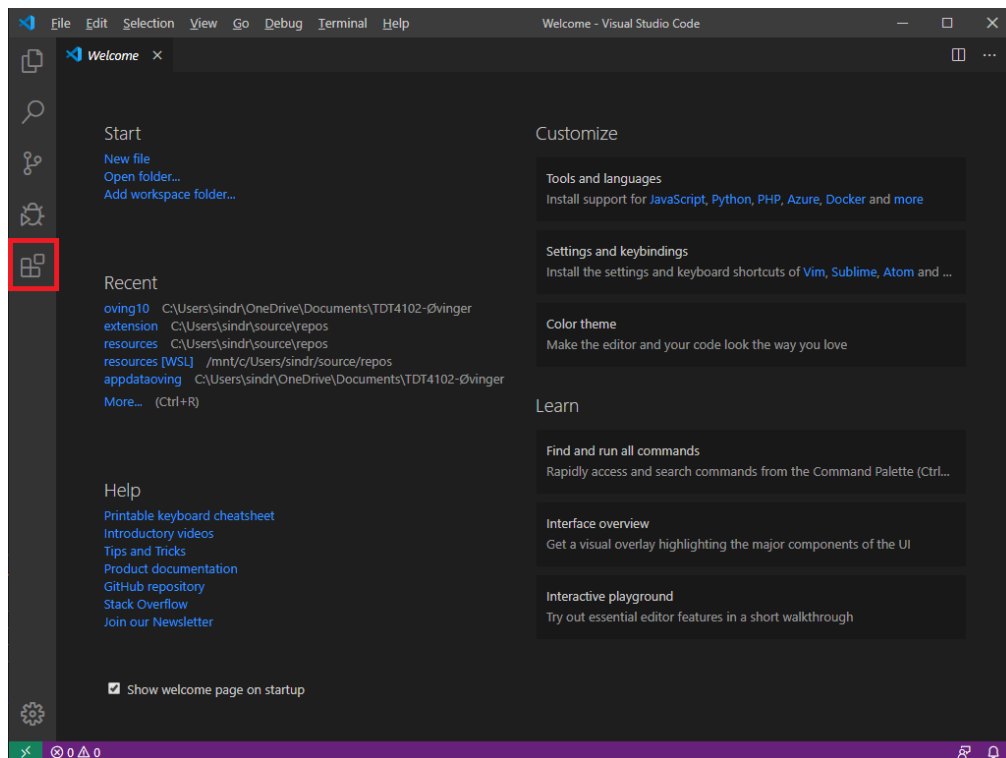 File Edit Selection View Go Debug Terminal Help Welcome - Visual Studio Code
Welcome
Start
New file
Open folder...
Add workspace folder...
Recent
oving10 C:\Users\sindr\OneDrive\Documents\TDT4102-Øvinger
extension C:\Users\sindr\source\repos
resources C:\Users\sindr\source\repos
resources [WSL] /mnt/c/Users/sindr/source/repos
appdataoving C:\Users\sindr\OneDrive\Documents\TDT4102-Øvinger
More... (Ctrl+R)
Help
Printable keyboard cheatsheet
Introductory videos
Tips and Tricks
Product documentation
GitHub repository
Stack Overflow
Join our Newsletter
Show welcome page on startup
Customize
Tools and languages
Install support for JavaScript, Python, PHP, Azure, Docker and more
Settings and keybindings
Install the settings and keyboard shortcuts of Vim, Sublime, Atom and ...
Color theme
Make the editor and your code look the way you love
Learn
Find and run all commands
Rapidly access and search commands from the Command Palette (Ctrl...
Interface overview
Get a visual overlay highlighting the major components of the UI
Interactive playground
Try out essential editor features in a short walkthrough
0 0